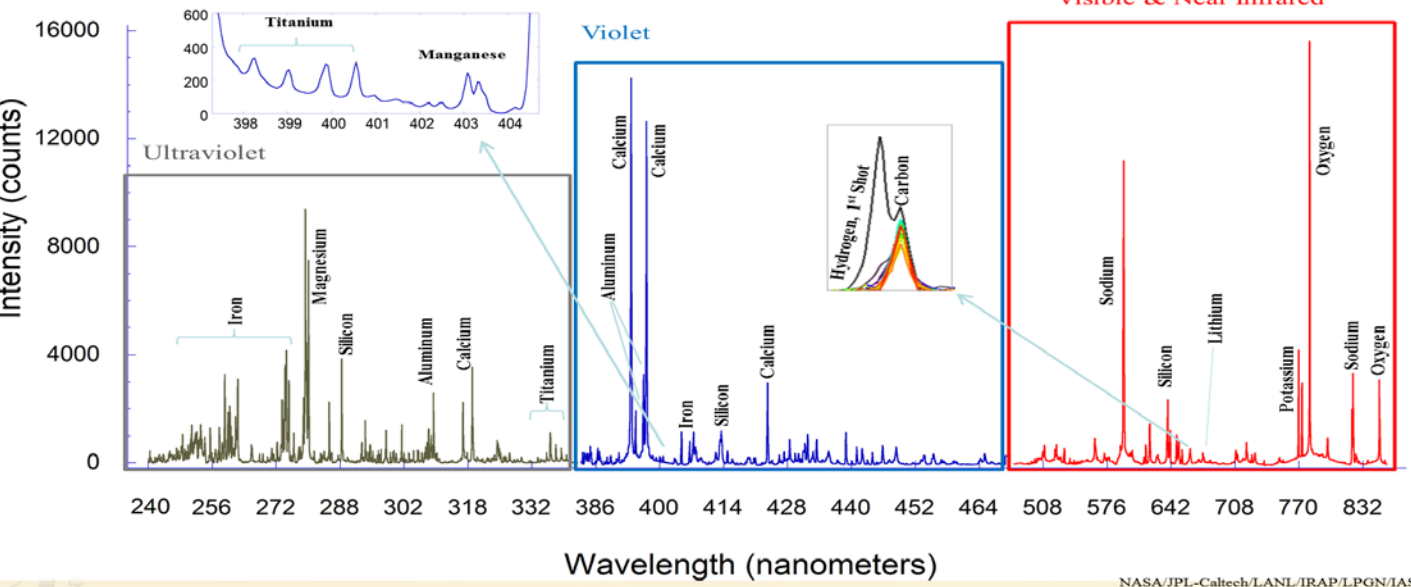 Visible & Near Infrared
Violet
Ultraviolet
Intensity (counts)
16000
12000
8000
4000
0
600
400
200
0
Titanium
Manganese
398 399 400 401 402 403 404
Iron
Magnesium
Silicon
Aluminum
Calcium
Titanium
Aluminum
Calcium
Calcium
Iron
Silicon
Calcium
Hydrogen, 1st Shot
Carbon
Sodium
Silicon
Lithium
Potassium
Oxygen
Sodium
Oxygen
240 256 272 288 302 318 332 386 400 414 428 440 452 464 508 576 642 708 770 832
Wavelength (nanometers)
NASA/JPL-Caltech/LANL/IRAP/LPGN/IAS